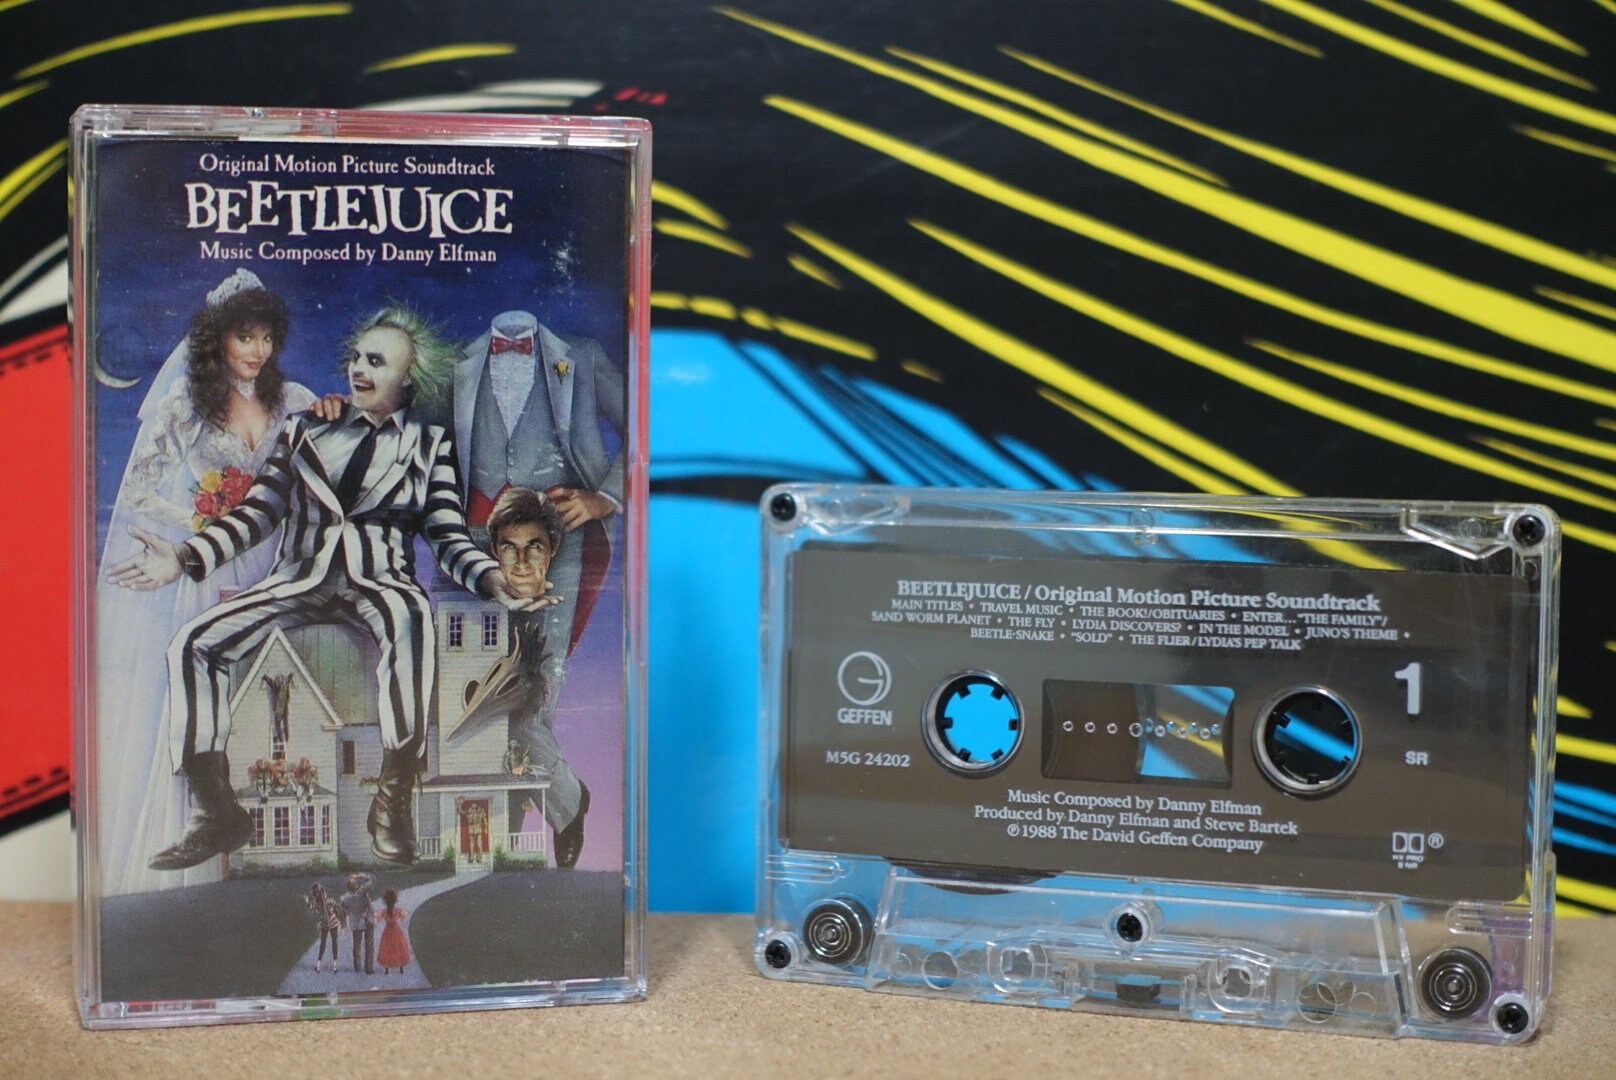 Original Motion Picture Soundtrack
BEETLEJUICE
Music Composed by Danny Elfman
BEETLEJUICE / Original Motion Picture Soundtrack
MAIN TITLES • TRAVEL MUSIC • THE BOOK!/OBITUARIES • ENTER..."THE FAMILY"/
SAND WORM PLANET • THE FLY • LYDIA DISCOVERS? • IN THE MODEL • JUNO'S THEME •
BEETLE-SNAKE • "SOLD" • THE FLIER/LYDIA'S PEP TALK
GEFFEN
1
M5G 24202
SR
Music Composed by Danny Elfman
Produced by Danny Elfman and Steve Bartek
℗1988 The David Geffen Company
HX PRO
B NR